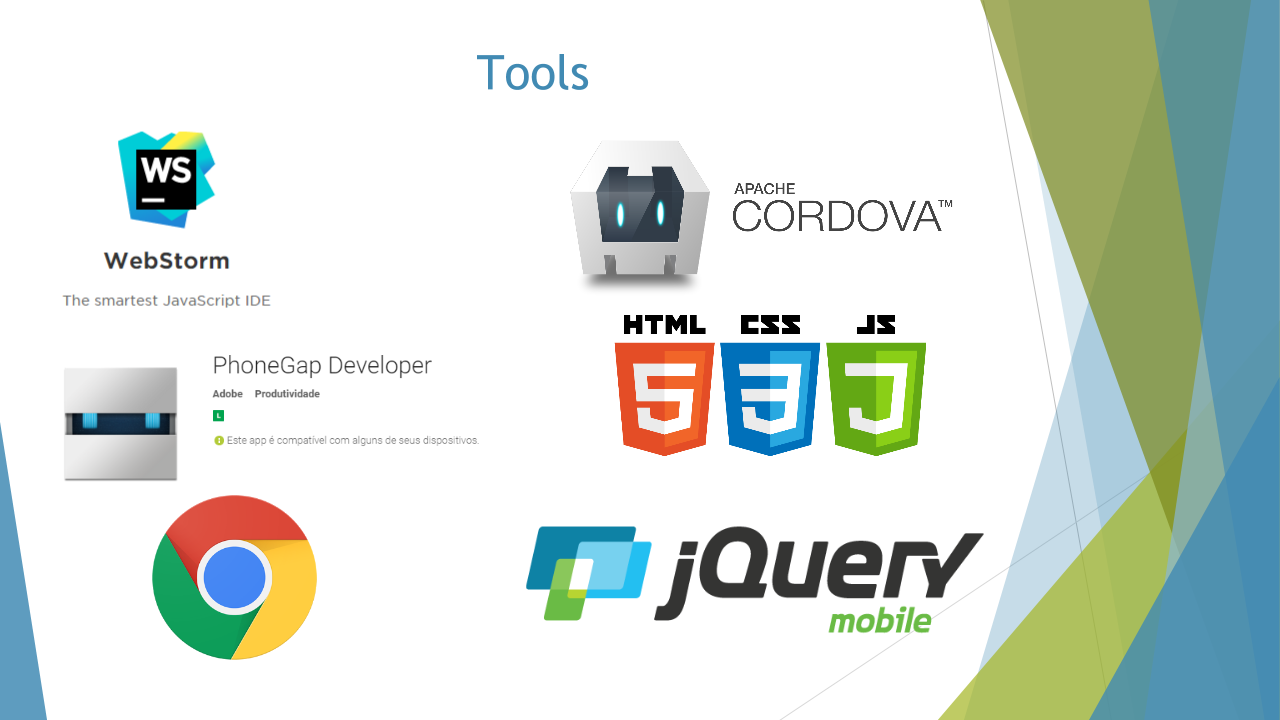 Tools
WS
WebStorm
The smartest JavaScript IDE
APACHE
CORDOVA™
HTML CSS JS
5 3 J
PhoneGap Developer
Adobe Produtividade
L
Este app é compatível com alguns de seus dispositivos.
jQuery
mobile